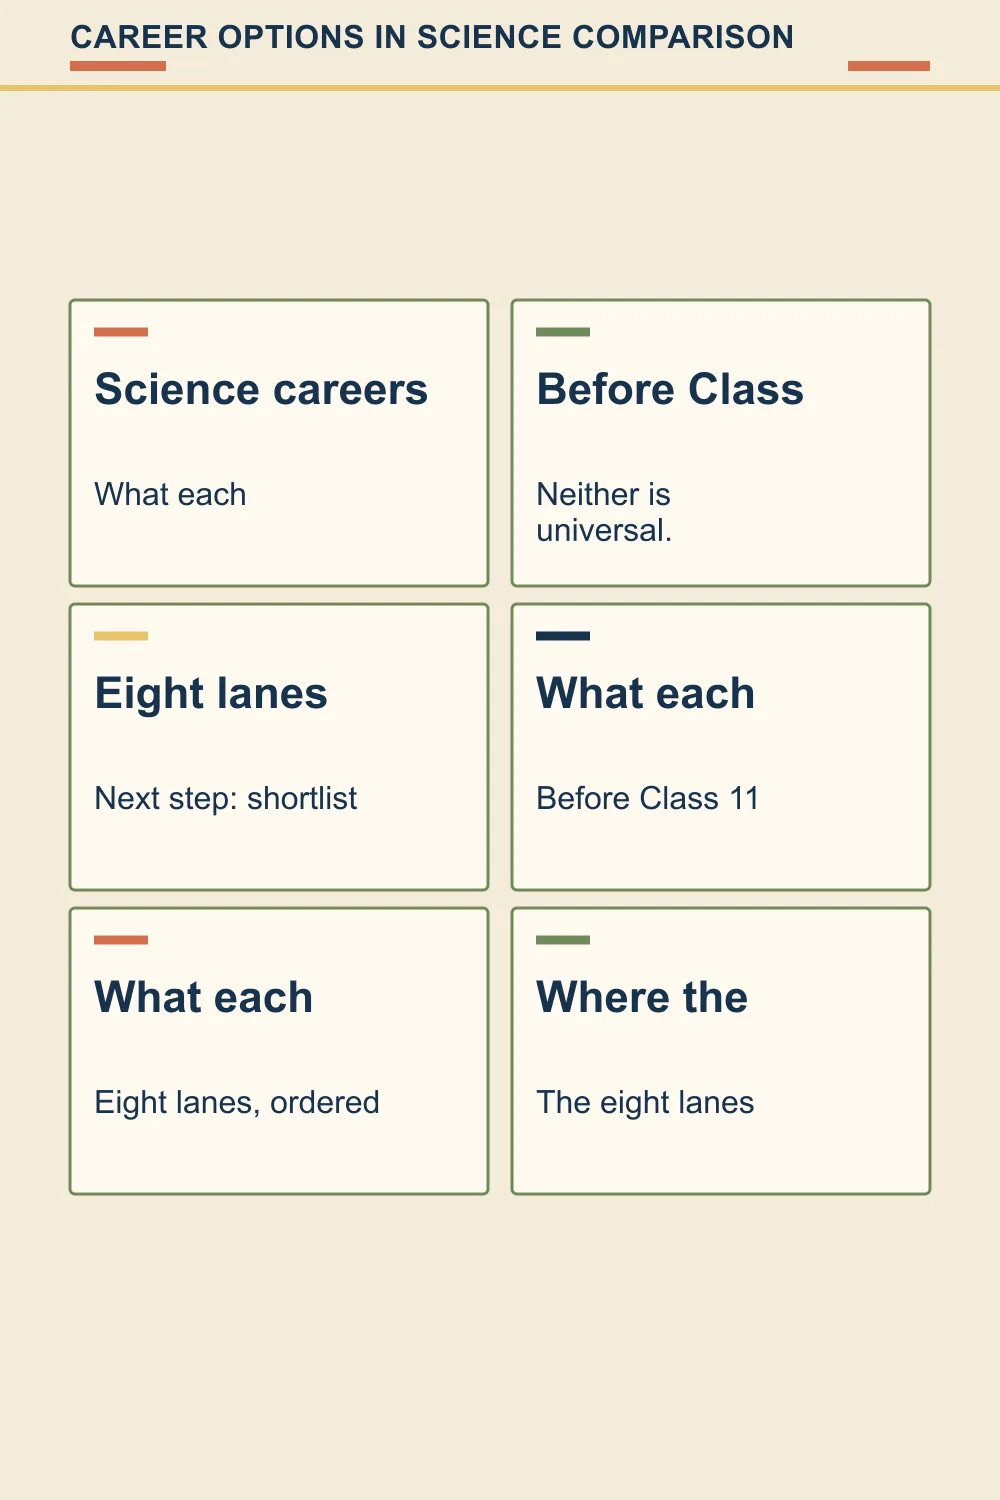 CAREER OPTIONS IN SCIENCE COMPARISON
Science careers
What each
Before Class
Neither is
universal.
Eight lanes
Next step: shortlist
What each
Before Class 11
What each
Eight lanes, ordered
Where the
The eight lanes